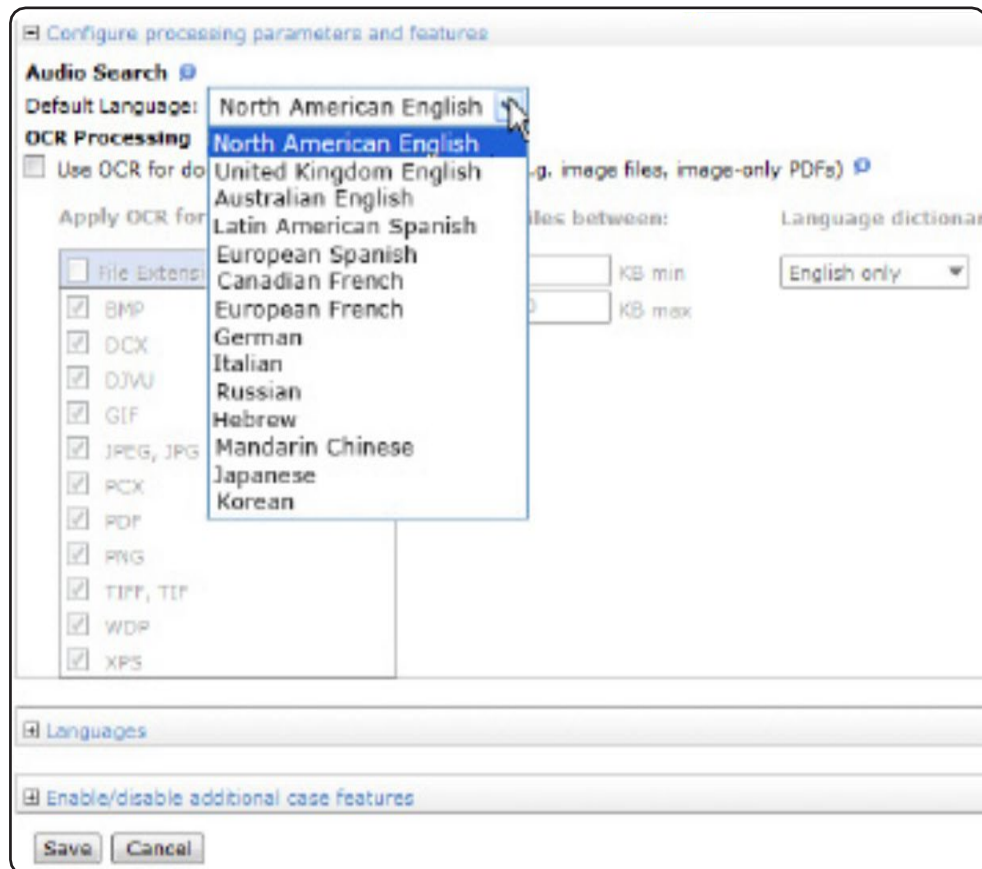 Configure processing parameters and features
Audio Search
Default Language: North American English
North American English
United Kingdom English
Australian English
Latin American Spanish
European Spanish
Canadian French
European French
German
Italian
Russian
Hebrew
Mandarin Chinese
Japanese
Korean
OCR Processing
Use OCR for do .g. image files, image-only PDFs)
Apply OCR for iles between: Language dictionar
File Extensi KB min English only
BMP 0 KB max
DCX
DJVU
GIF
JPEG, JPG
PCX
PDF
PNG
TIFF, TIF
WDP
XPS
Languages
Enable/disable additional case features
Save Cancel